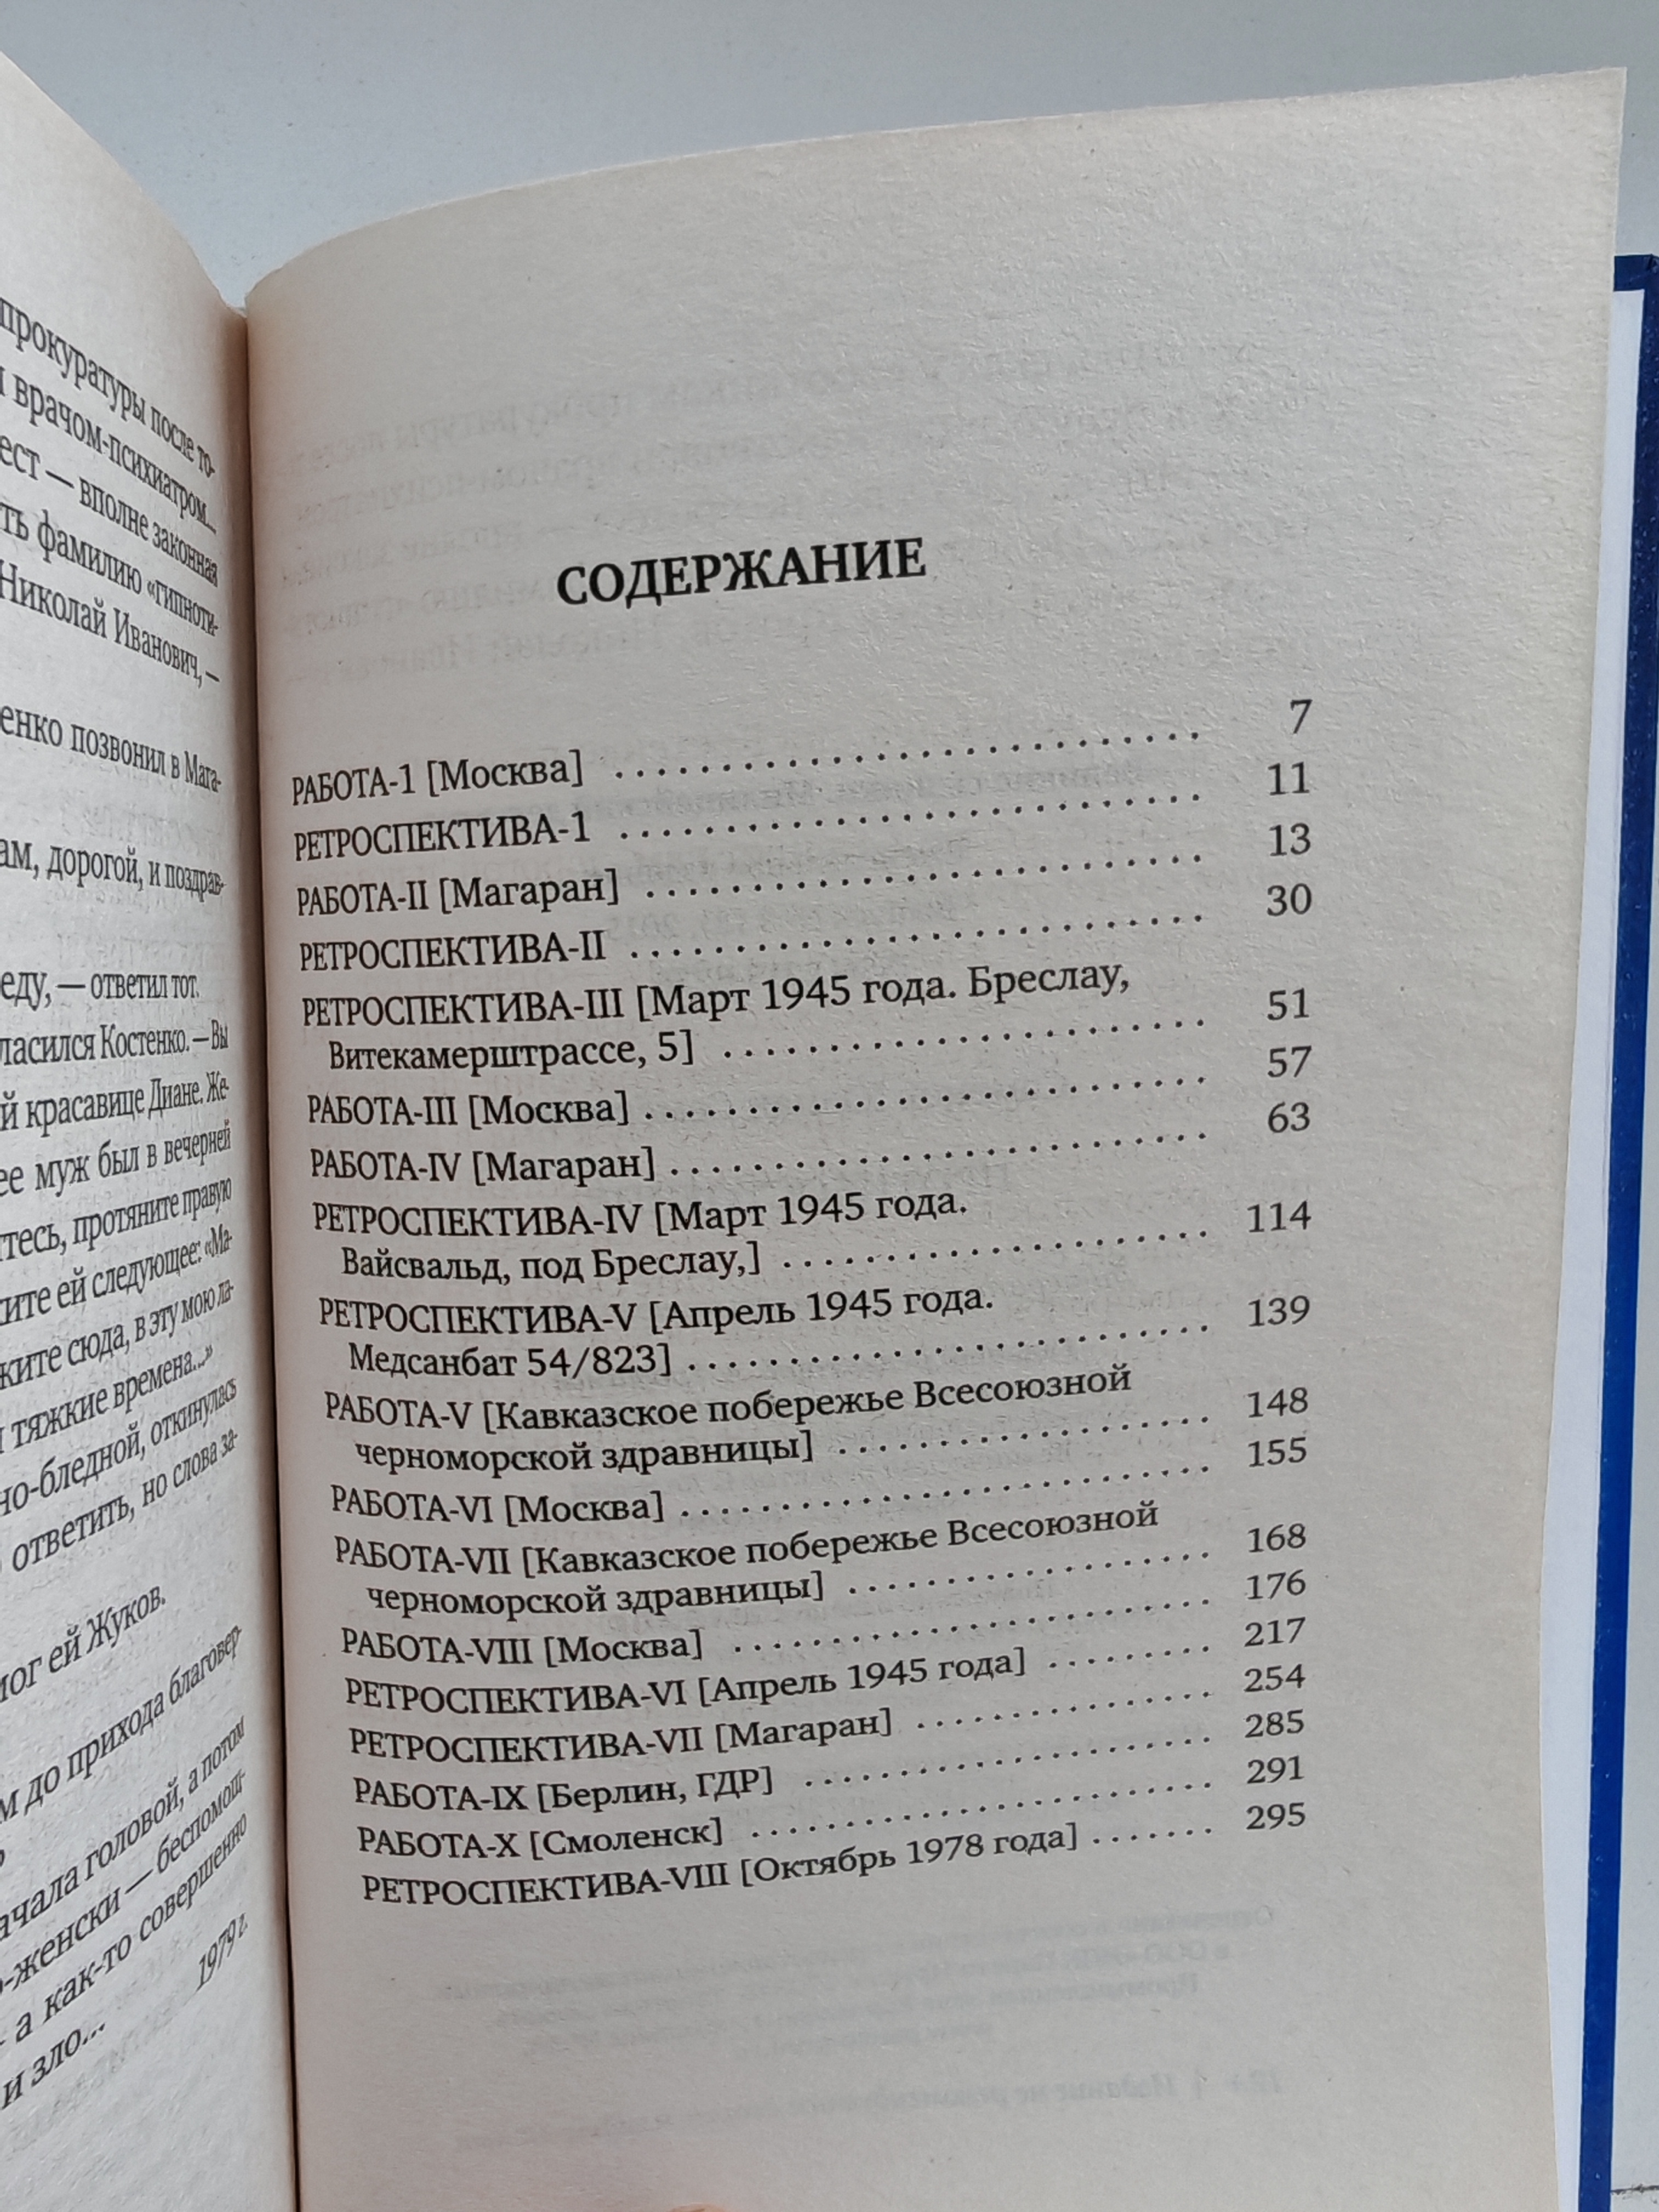 прокуратуры после то-
врачом-психиатром...
ест — вполне законная
ть фамилию «гипноти-
Николай Иванович, —
енко позвонил в Мага-
ам, дорогой, и поздрав-
еду, — ответил тот.
ласился Костенко. — Вы
й красавице Диане. Же-
ее муж был в вечерней
тесь, протяните правую
ите ей следующее: «Ма-
жите сюда, в эту мою ла-
и тяжкие времена...»
но-бледной, откинулась
ответить, но слова за-
мог ей Жуков.
м до прихода благовер-
ачала головой, а потом
о-женски — беспомощ-
- а как-то совершенно
и зло...
1979 г.
СОДЕРЖАНИЕ
РАБОТА-1 [Москва] . . . . . . . . . . 7
РЕТРОСПЕКТИВА-1 . . . . . . . . . . 11
РАБОТА-II [Магаран] . . . . . . . . . . 13
РЕТРОСПЕКТИВА-II . . . . . . . . . . 30
РЕТРОСПЕКТИВА-III [Март 1945 года. Бреслау,
Витекамерштрассе, 5] . . . . . . . . . . 51
РАБОТА-III [Москва] . . . . . . . . . . 57
РАБОТА-IV [Магаран] . . . . . . . . . . 63
РЕТРОСПЕКТИВА-IV [Март 1945 года.
Вайсвальд, под Бреслау,] . . . . . . . . . . 114
РЕТРОСПЕКТИВА-V [Апрель 1945 года.
Медсанбат 54/823] . . . . . . . . . . 139
РАБОТА-V [Кавказское побережье Всесоюзной
черноморской здравницы] . . . . . . . . . . 148
РАБОТА-VI [Москва] . . . . . . . . . . 155
РАБОТА-VII [Кавказское побережье Всесоюзной
черноморской здравницы] . . . . . . . . . . 168
РАБОТА-VIII [Москва] . . . . . . . . . . 176
РЕТРОСПЕКТИВА-VI [Апрель 1945 года] . . . . . . . . 217
РЕТРОСПЕКТИВА-VII [Магаран] . . . . . . . . . . 254
РАБОТА-IX [Берлин, ГДР] . . . . . . . . . . 285
РАБОТА-X [Смоленск] . . . . . . . . . . 291
РЕТРОСПЕКТИВА-VIII [Октябрь 1978 года] . . . . . . . 295